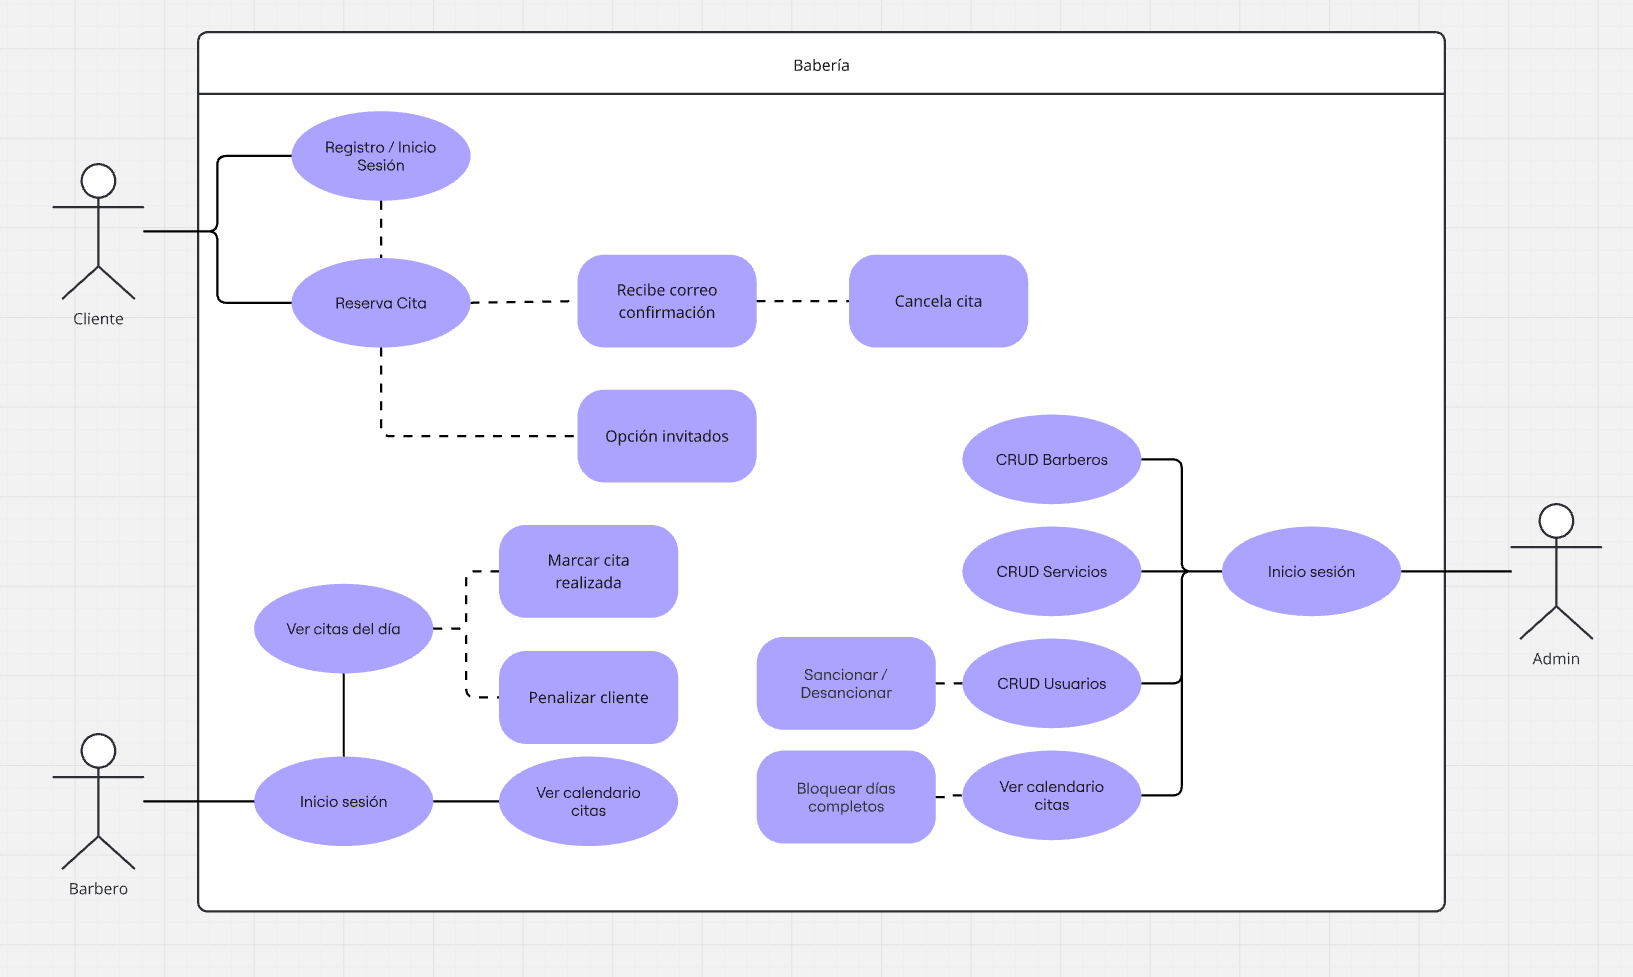 Babería
Registro / Inicio
Sesión
Cliente
Reserva Cita
Recibe correo
confirmación
Cancela cita
Opción invitados
CRUD Barberos
Marcar cita
realizada
CRUD Servicios
Inicio sesión
Admin
Ver citas del día
Penalizar cliente
Sancionar /
Desancionar
CRUD Usuarios
Barbero
Inicio sesión
Ver calendario
citas
Bloquear días
completos
Ver calendario
citas